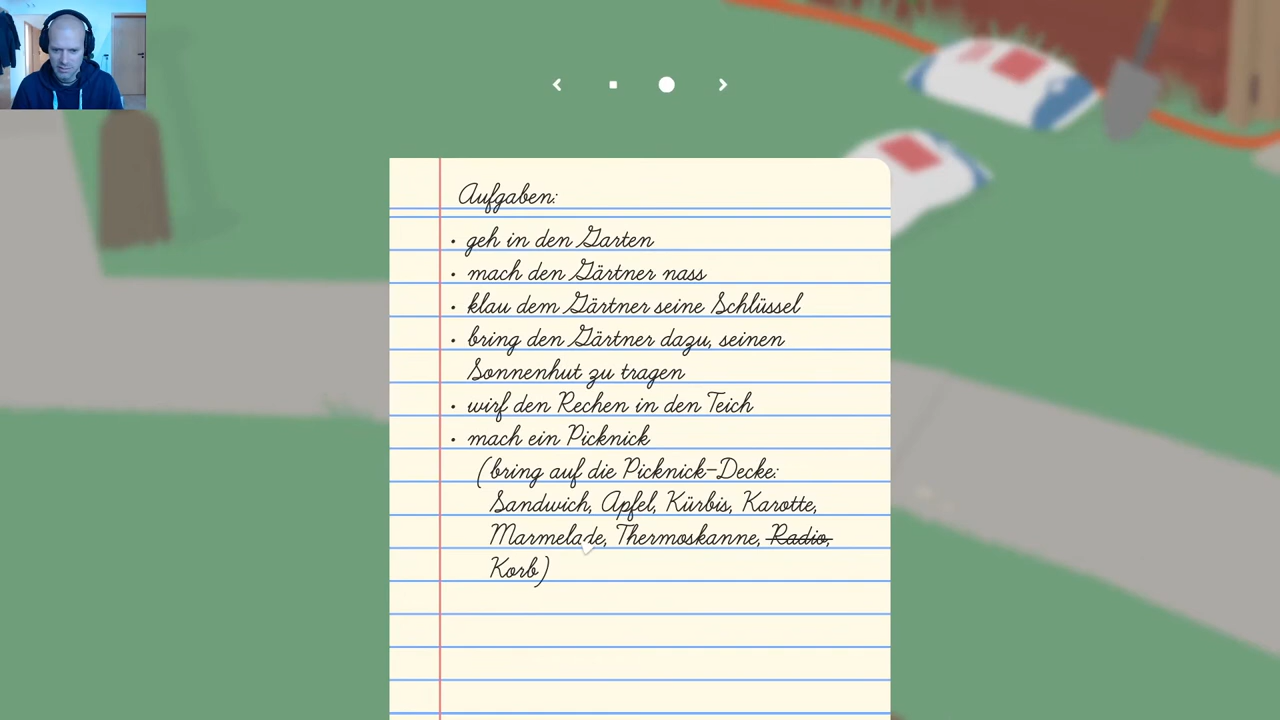 Aufgaben:
• geh in den Garten
• mach den Gärtner nass
• klau dem Gärtner seine Schlüssel
• bring den Gärtner dazu, seinen
Sonnenhut zu tragen
• wirf den Rechen in den Teich
• mach ein Picknick
(bring auf die Picknick-Decke:
Sandwich, Apfel, Kürbis, Karotte,
Marmelade, Thermoskanne, Radio,
Korb)